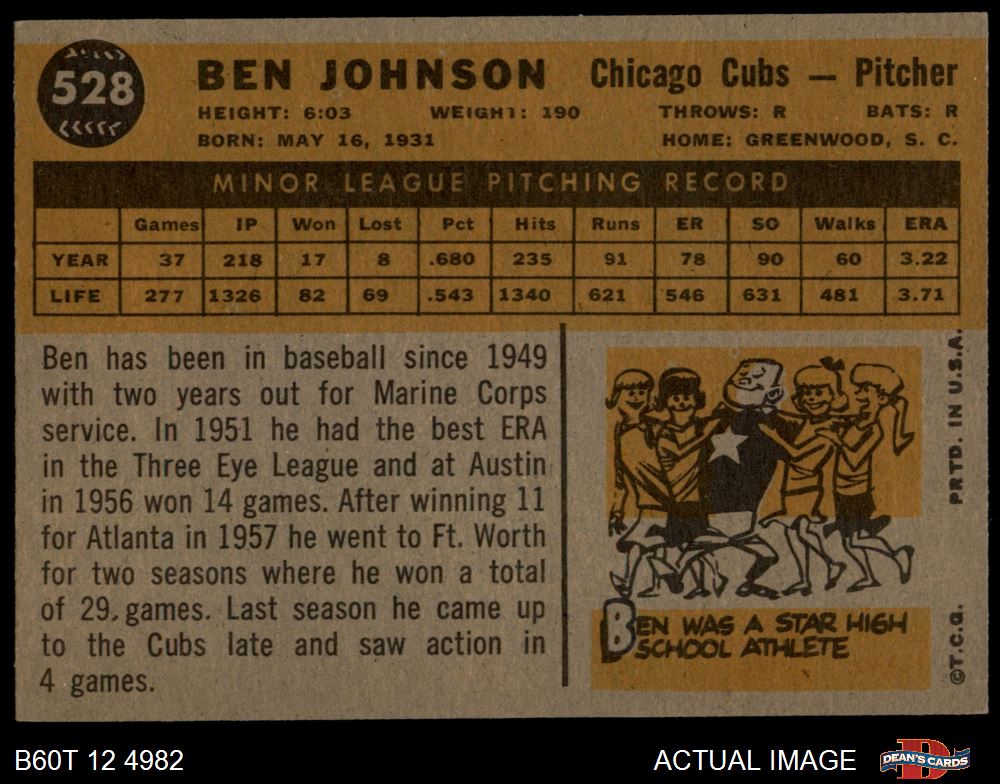 528
BEN JOHNSON Chicago Cubs — Pitcher
HEIGHT: 6:03 WEIGHT: 190 THROWS: R BATS: R
BORN: MAY 16, 1931 HOME: GREENWOOD, S. C.
MINOR LEAGUE PITCHING RECORD
Games IP Won Lost Pct Hits Runs ER SO Walks ERA
YEAR 37 218 17 8 .680 235 91 78 90 60 3.22
LIFE 277 1326 82 69 .543 1340 621 546 631 481 3.71
Ben has been in baseball since 1949
with two years out for Marine Corps
service. In 1951 he had the best ERA
in the Three Eye League and at Austin
in 1956 won 14 games. After winning 11
for Atlanta in 1957 he went to Ft. Worth
for two seasons where he won a total
of 29 games. Last season he came up
to the Cubs late and saw action in
4 games.
BEN WAS A STAR HIGH
SCHOOL ATHLETE
©T.C.G. PRTD. IN U.S.A.
B60T 12 4982 ACTUAL IMAGE DEAN'S CARDS